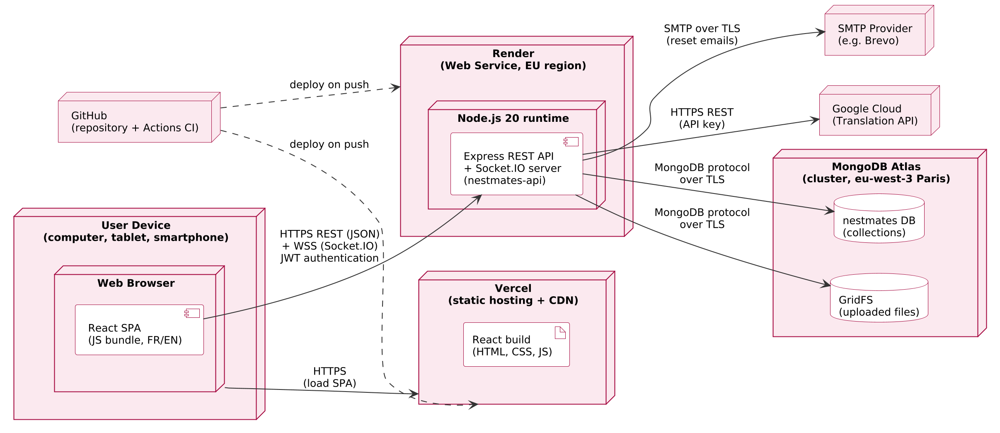 SMTP over TLS
(reset emails)
SMTP Provider
(e.g. Brevo)
Render
(Web Service, EU region)
deploy on push
GitHub
(repository + Actions CI)
HTTPS REST
(API key)
Google Cloud
(Translation API)
Node.js 20 runtime
deploy on push
Express REST API
+ Socket.IO server
(nestmates-api)
MongoDB protocol
over TLS
MongoDB Atlas
(cluster, eu-west-3 Paris)
MongoDB protocol
over TLS
nestmates DB
(collections)
User Device
(computer, tablet, smartphone)
HTTPS REST (JSON)
+ WSS (Socket.IO)
JWT authentication
Web Browser
Vercel
(static hosting + CDN)
GridFS
(uploaded files)
React SPA
(JS bundle, FR/EN)
React build
(HTML, CSS, JS)
HTTPS
(load SPA)